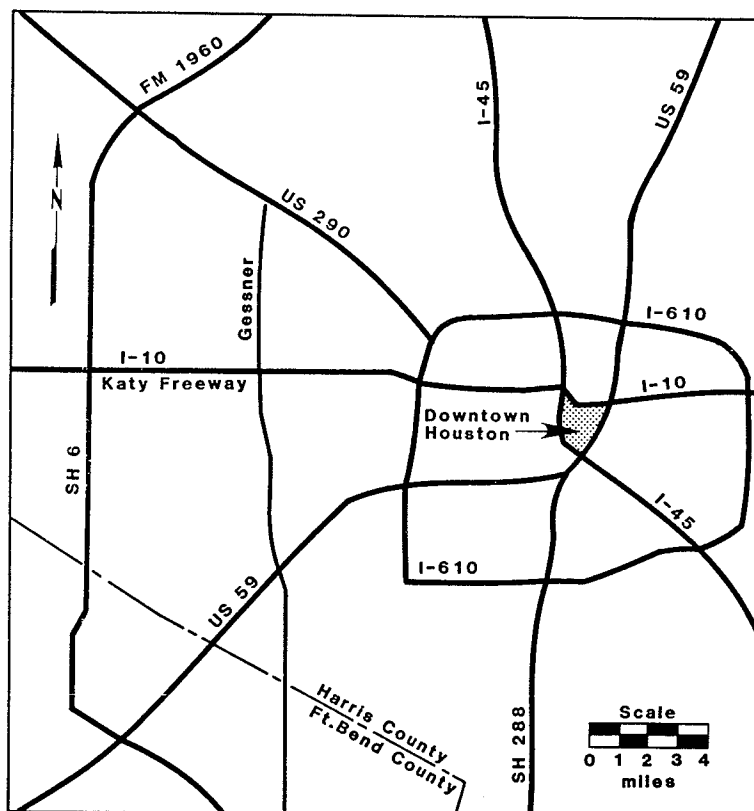 FM 1960
I-45
US 59
N
US 290
Gessner
I-610
I-10
Katy Freeway
I-10
Downtown
Houston
SH 6
I-45
I-610
US 59
Harris County
Ft. Bend County
SH 288
Scale
0 1 2 3 4
miles